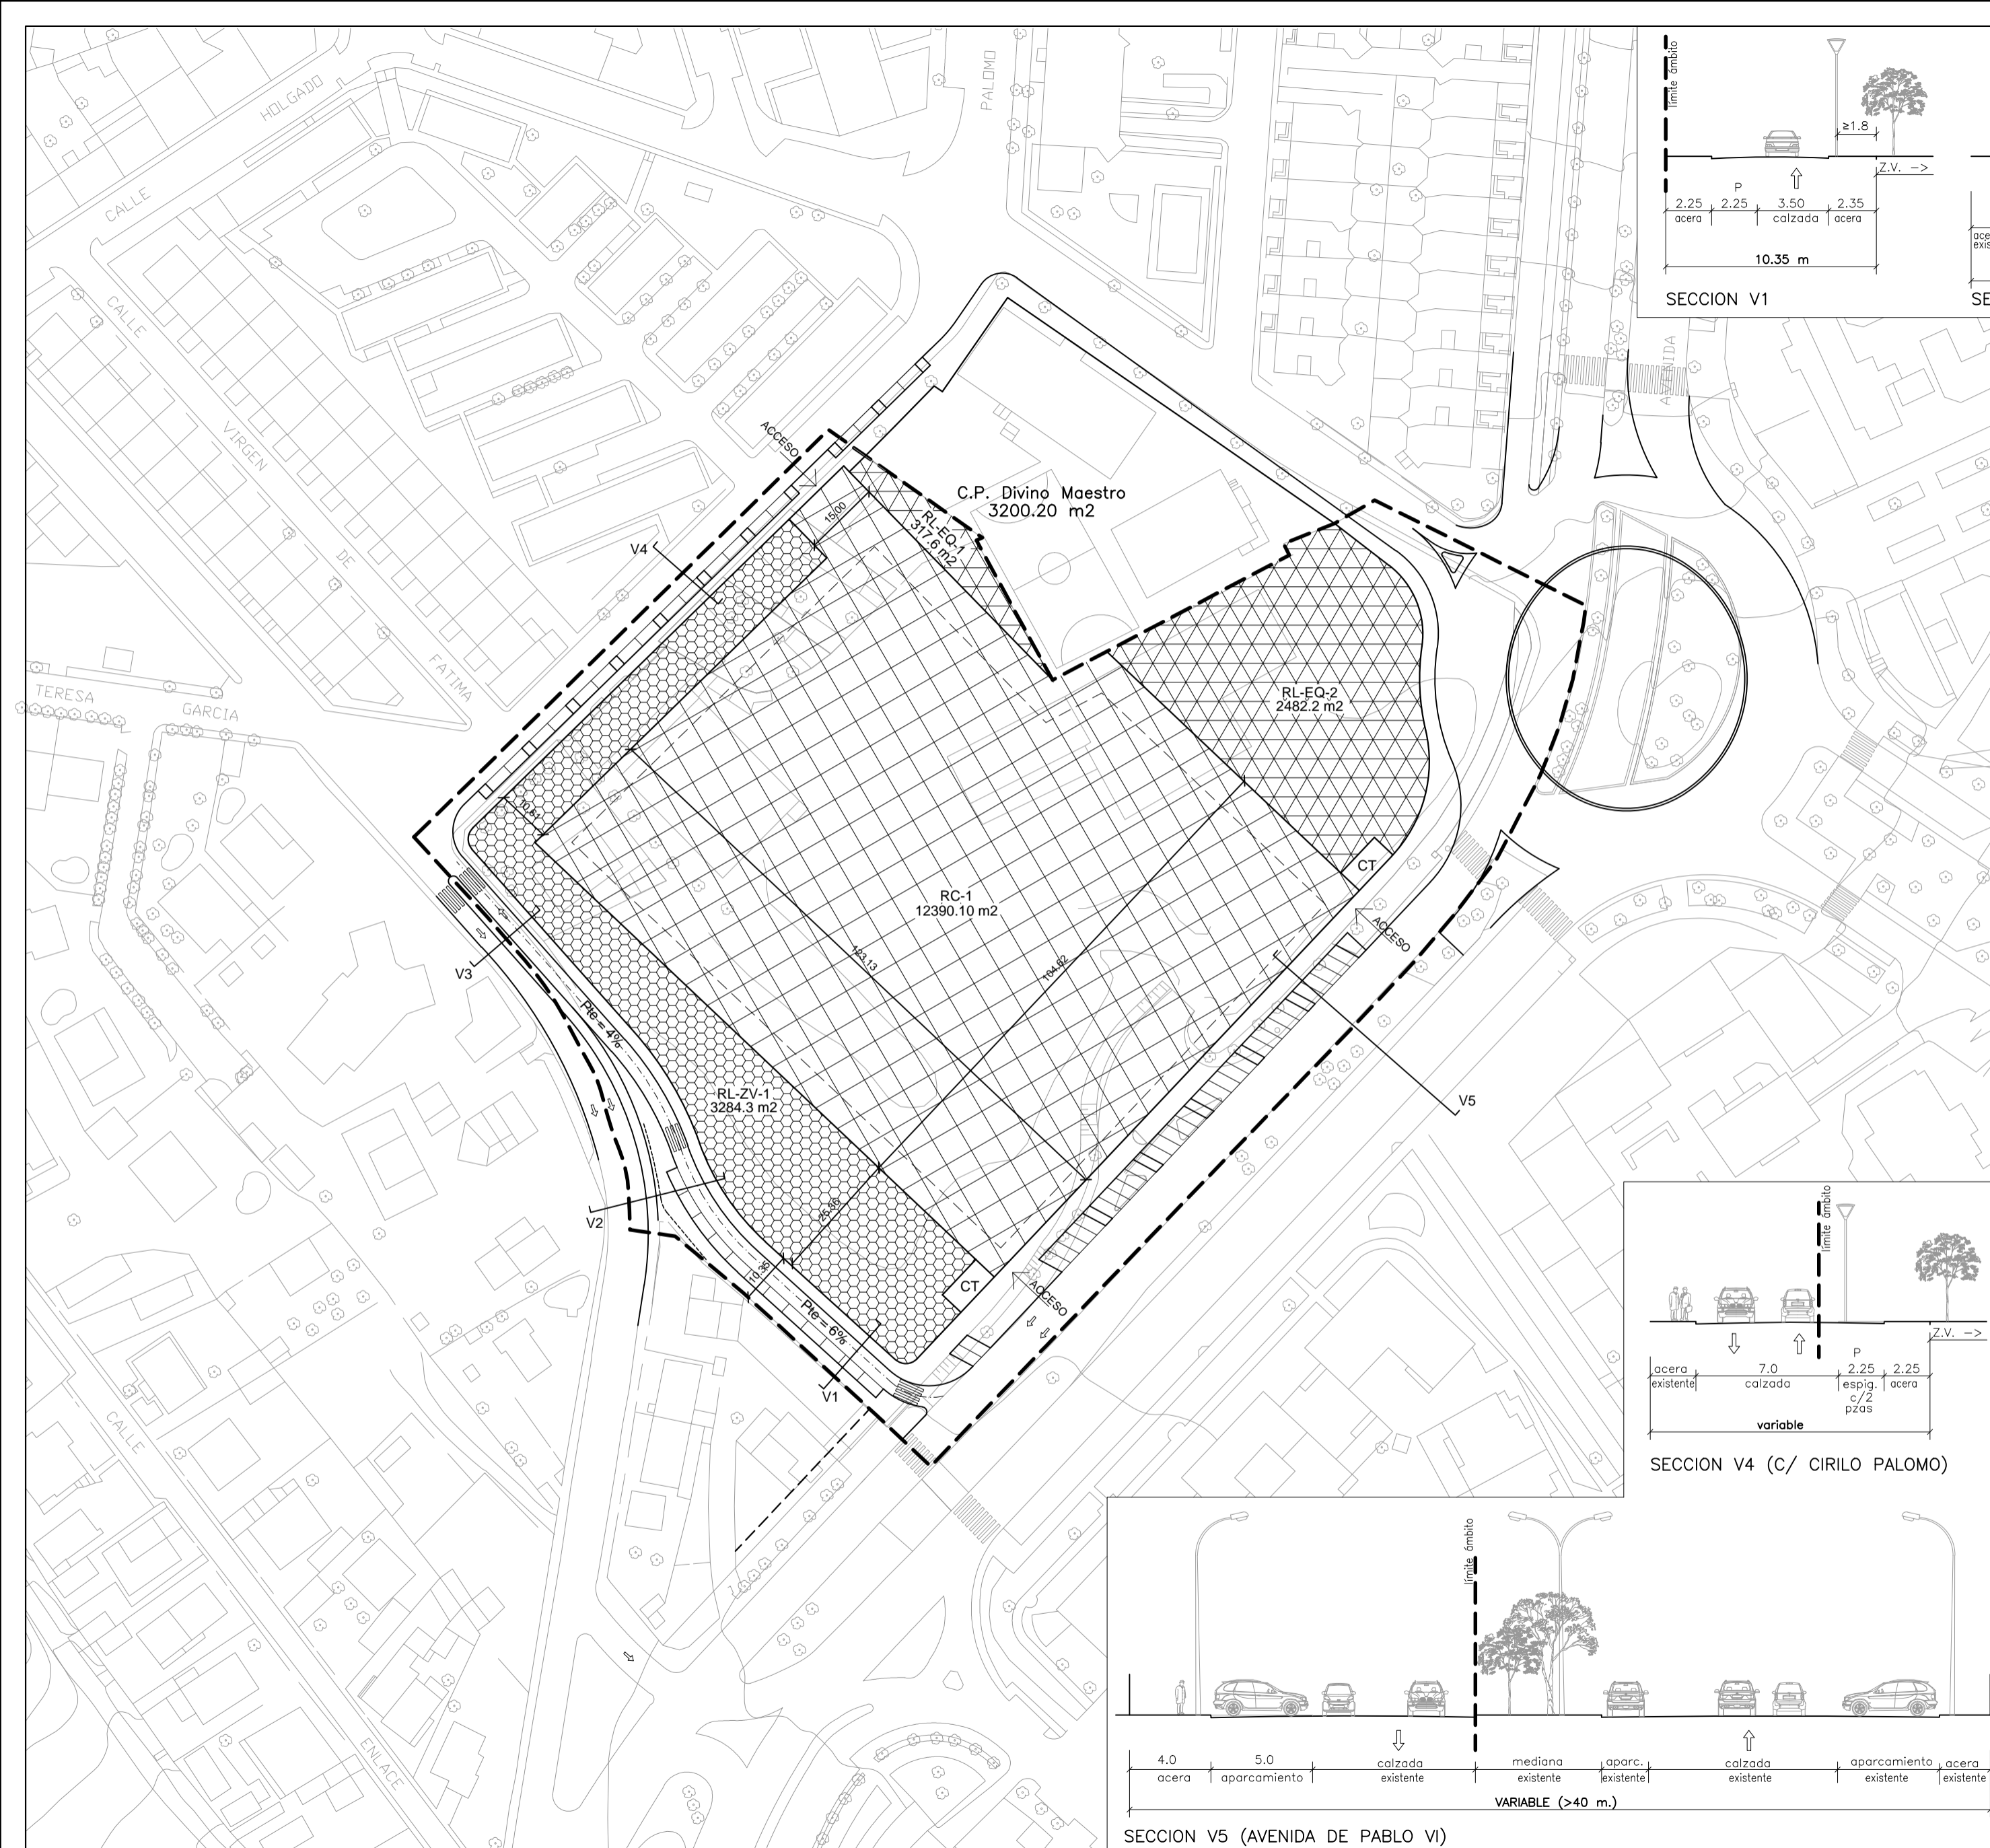 HOLGADO
CALLE
PALOMO
CALLE
VIRGEN
DE
FATIMA
TERESA
GARCIA
AVENIDA
ACCESO
V4
15.00
RL-EQ-1
317.6 m2
C.P. Divino Maestro
3200.20 m2
RL-EQ-2
2482.2 m2
CT
ACCESO
10.61
RC-1
12390.10 m2
123.13
104.62
V3
Pte = 4%
RL-ZV-1
3284.3 m2
V5
V2
10.35
Pte = 6%
CT
ACCESO
V1
CALLE
ENLACE
límite ámbito
≥1.8
Z.V. ->
P
2.25 2.25 3.50 2.35
acera calzada acera
10.35 m
SECCION V1
límite ámbito
Z.V. ->
P
acera 7.0 2.25 2.25
existente calzada espig. acera
c/2
pzas
variable
SECCION V4 (C/ CIRILO PALOMO)
límite ámbito
4.0 5.0 calzada mediana aparc. calzada aparcamiento acera
acera aparcamiento existente existente existente existente existente existente
VARIABLE (>40 m.)
SECCION V5 (AVENIDA DE PABLO VI)